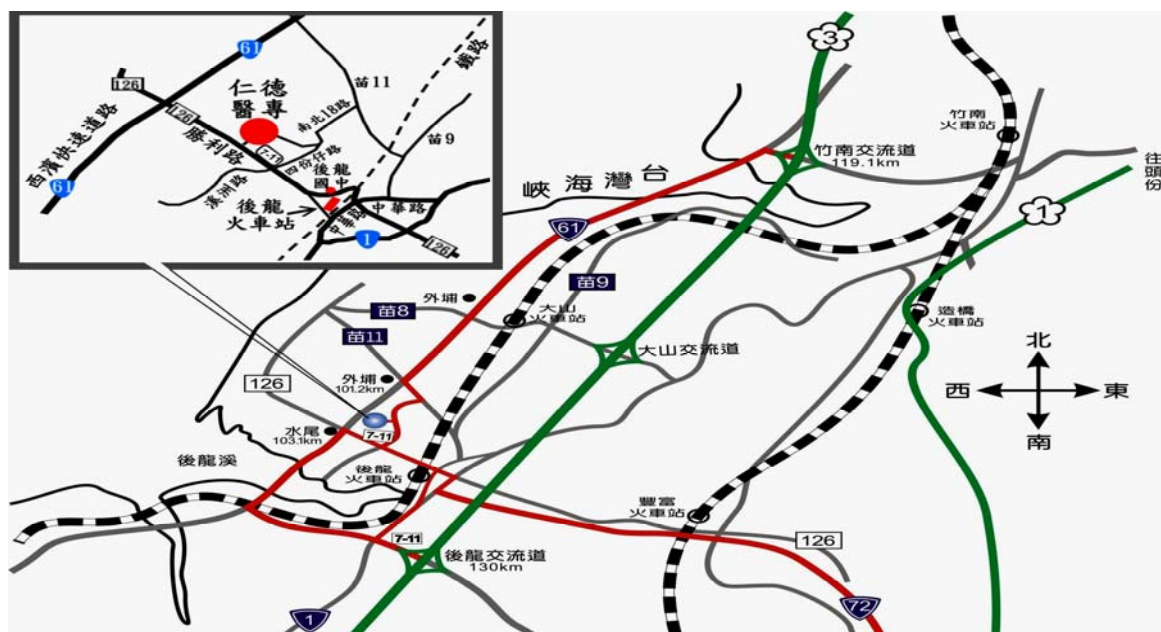 61
126
西濱快速道路
61
126
仁德
醫專
勝利路
7-11
南北18路
四份仔路
溪洲路
苗11
鐵路
苗9
後龍
國中
後龍
火車站
中華路
中華路
126
1
3
竹南
火車站
竹南交流道
119.1km
往頭份
1
台灣海峽
61
苗9
外埔
苗8
大山
火車站
苗11
大山交流道
造橋
火車站
北
西
東
南
126
外埔
101.2km
水尾
103.1km
7-11
後龍溪
後龍
火車站
豐富
火車站
126
7-11
後龍交流道
130km
72
1